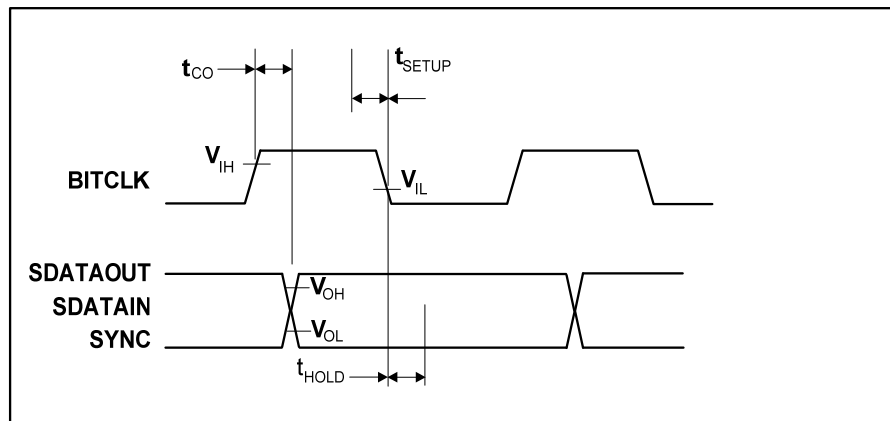 tCO
tSETUP
VIH
BITCLK
VIL
SDATAOUT
VOH
SDATAIN
VOL
SYNC
tHOLD